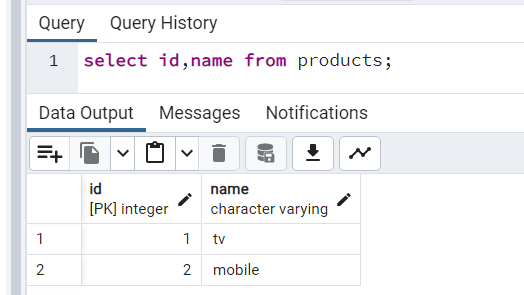 Query Query History
1 select id,name from products;
Data Output Messages Notifications
id name
[PK] integer character varying
1 1 tv
2 2 mobile